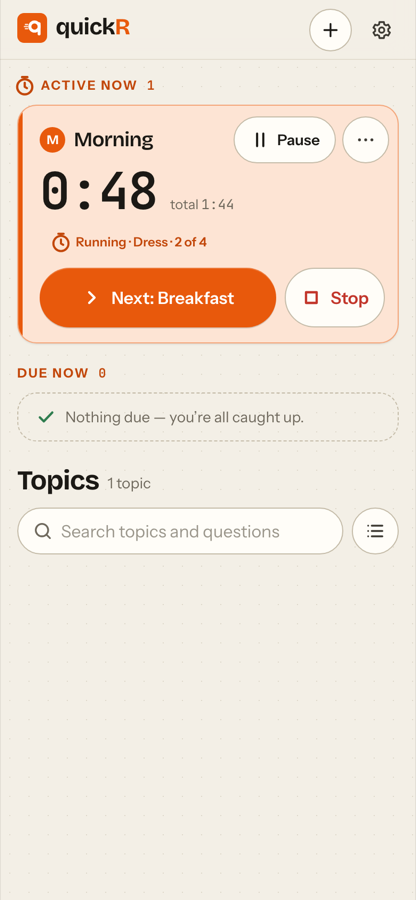 quickR
ACTIVE NOW 1
M Morning
Pause
0:48 total 1:44
Running · Dress · 2 of 4
Next: Breakfast
Stop
DUE NOW 0
Nothing due — you’re all caught up.
Topics 1 topic
Search topics and questions